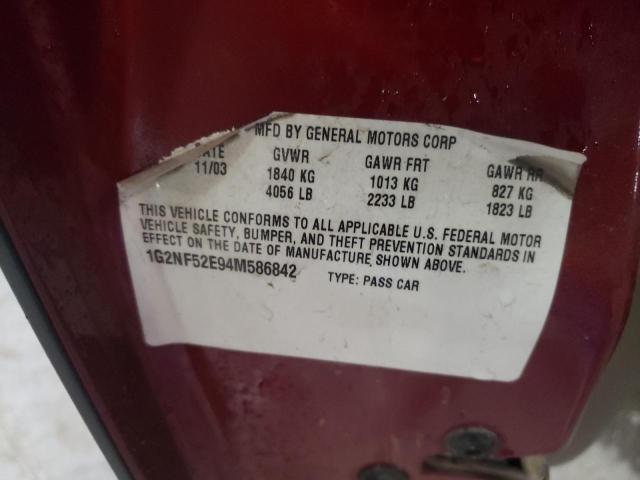 MFD BY GENERAL MOTORS CORP
GVWR GAWR FRT GAWR RR
11/03 1840 KG 1013 KG 827 KG
4056 LB 2233 LB 1823 LB
THIS VEHICLE CONFORMS TO ALL APPLICABLE U.S. FEDERAL MOTOR
VEHICLE SAFETY, BUMPER, AND THEFT PREVENTION STANDARDS IN
EFFECT ON THE DATE OF MANUFACTURE SHOWN ABOVE.
1G2NF52E94M586842 TYPE: PASS CAR